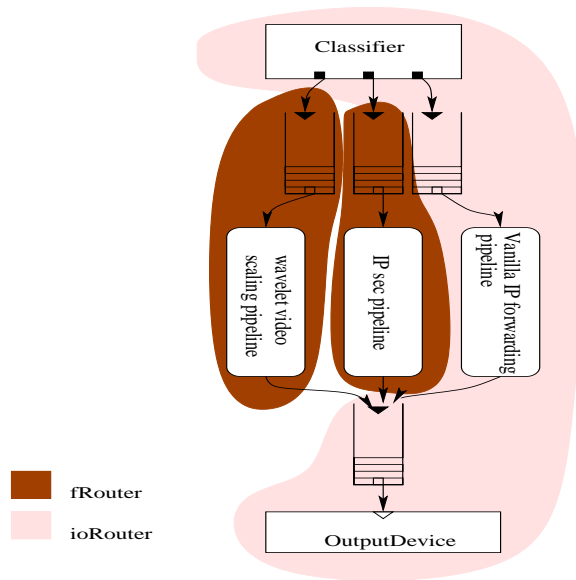 Classifier
wavelet video
scaling pipeline
IP sec pipeline
Vanilla IP forwarding
pipeline
fRouter
ioRouter
OutputDevice